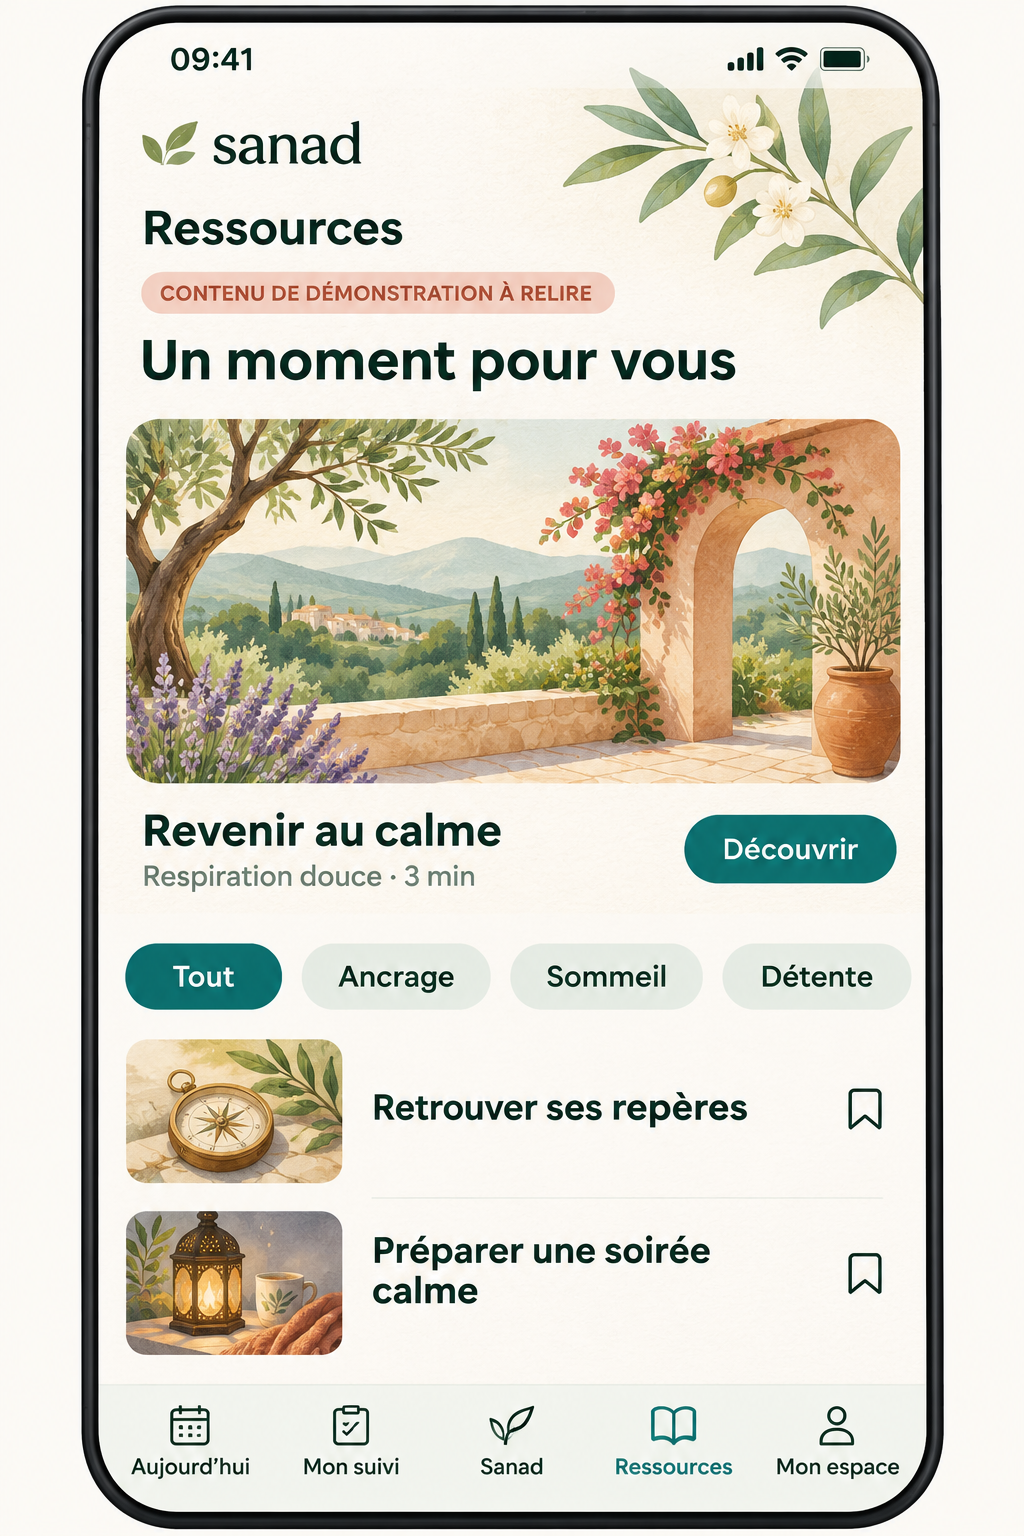 09:41
sanad
Ressources
CONTENU DE DÉMONSTRATION À RELIRE
Un moment pour vous
Revenir au calme
Respiration douce · 3 min
Découvrir
Tout
Ancrage
Sommeil
Détente
Retrouver ses repères
Préparer une soirée
calme
Aujourd’hui
Mon suivi
Sanad
Ressources
Mon espace